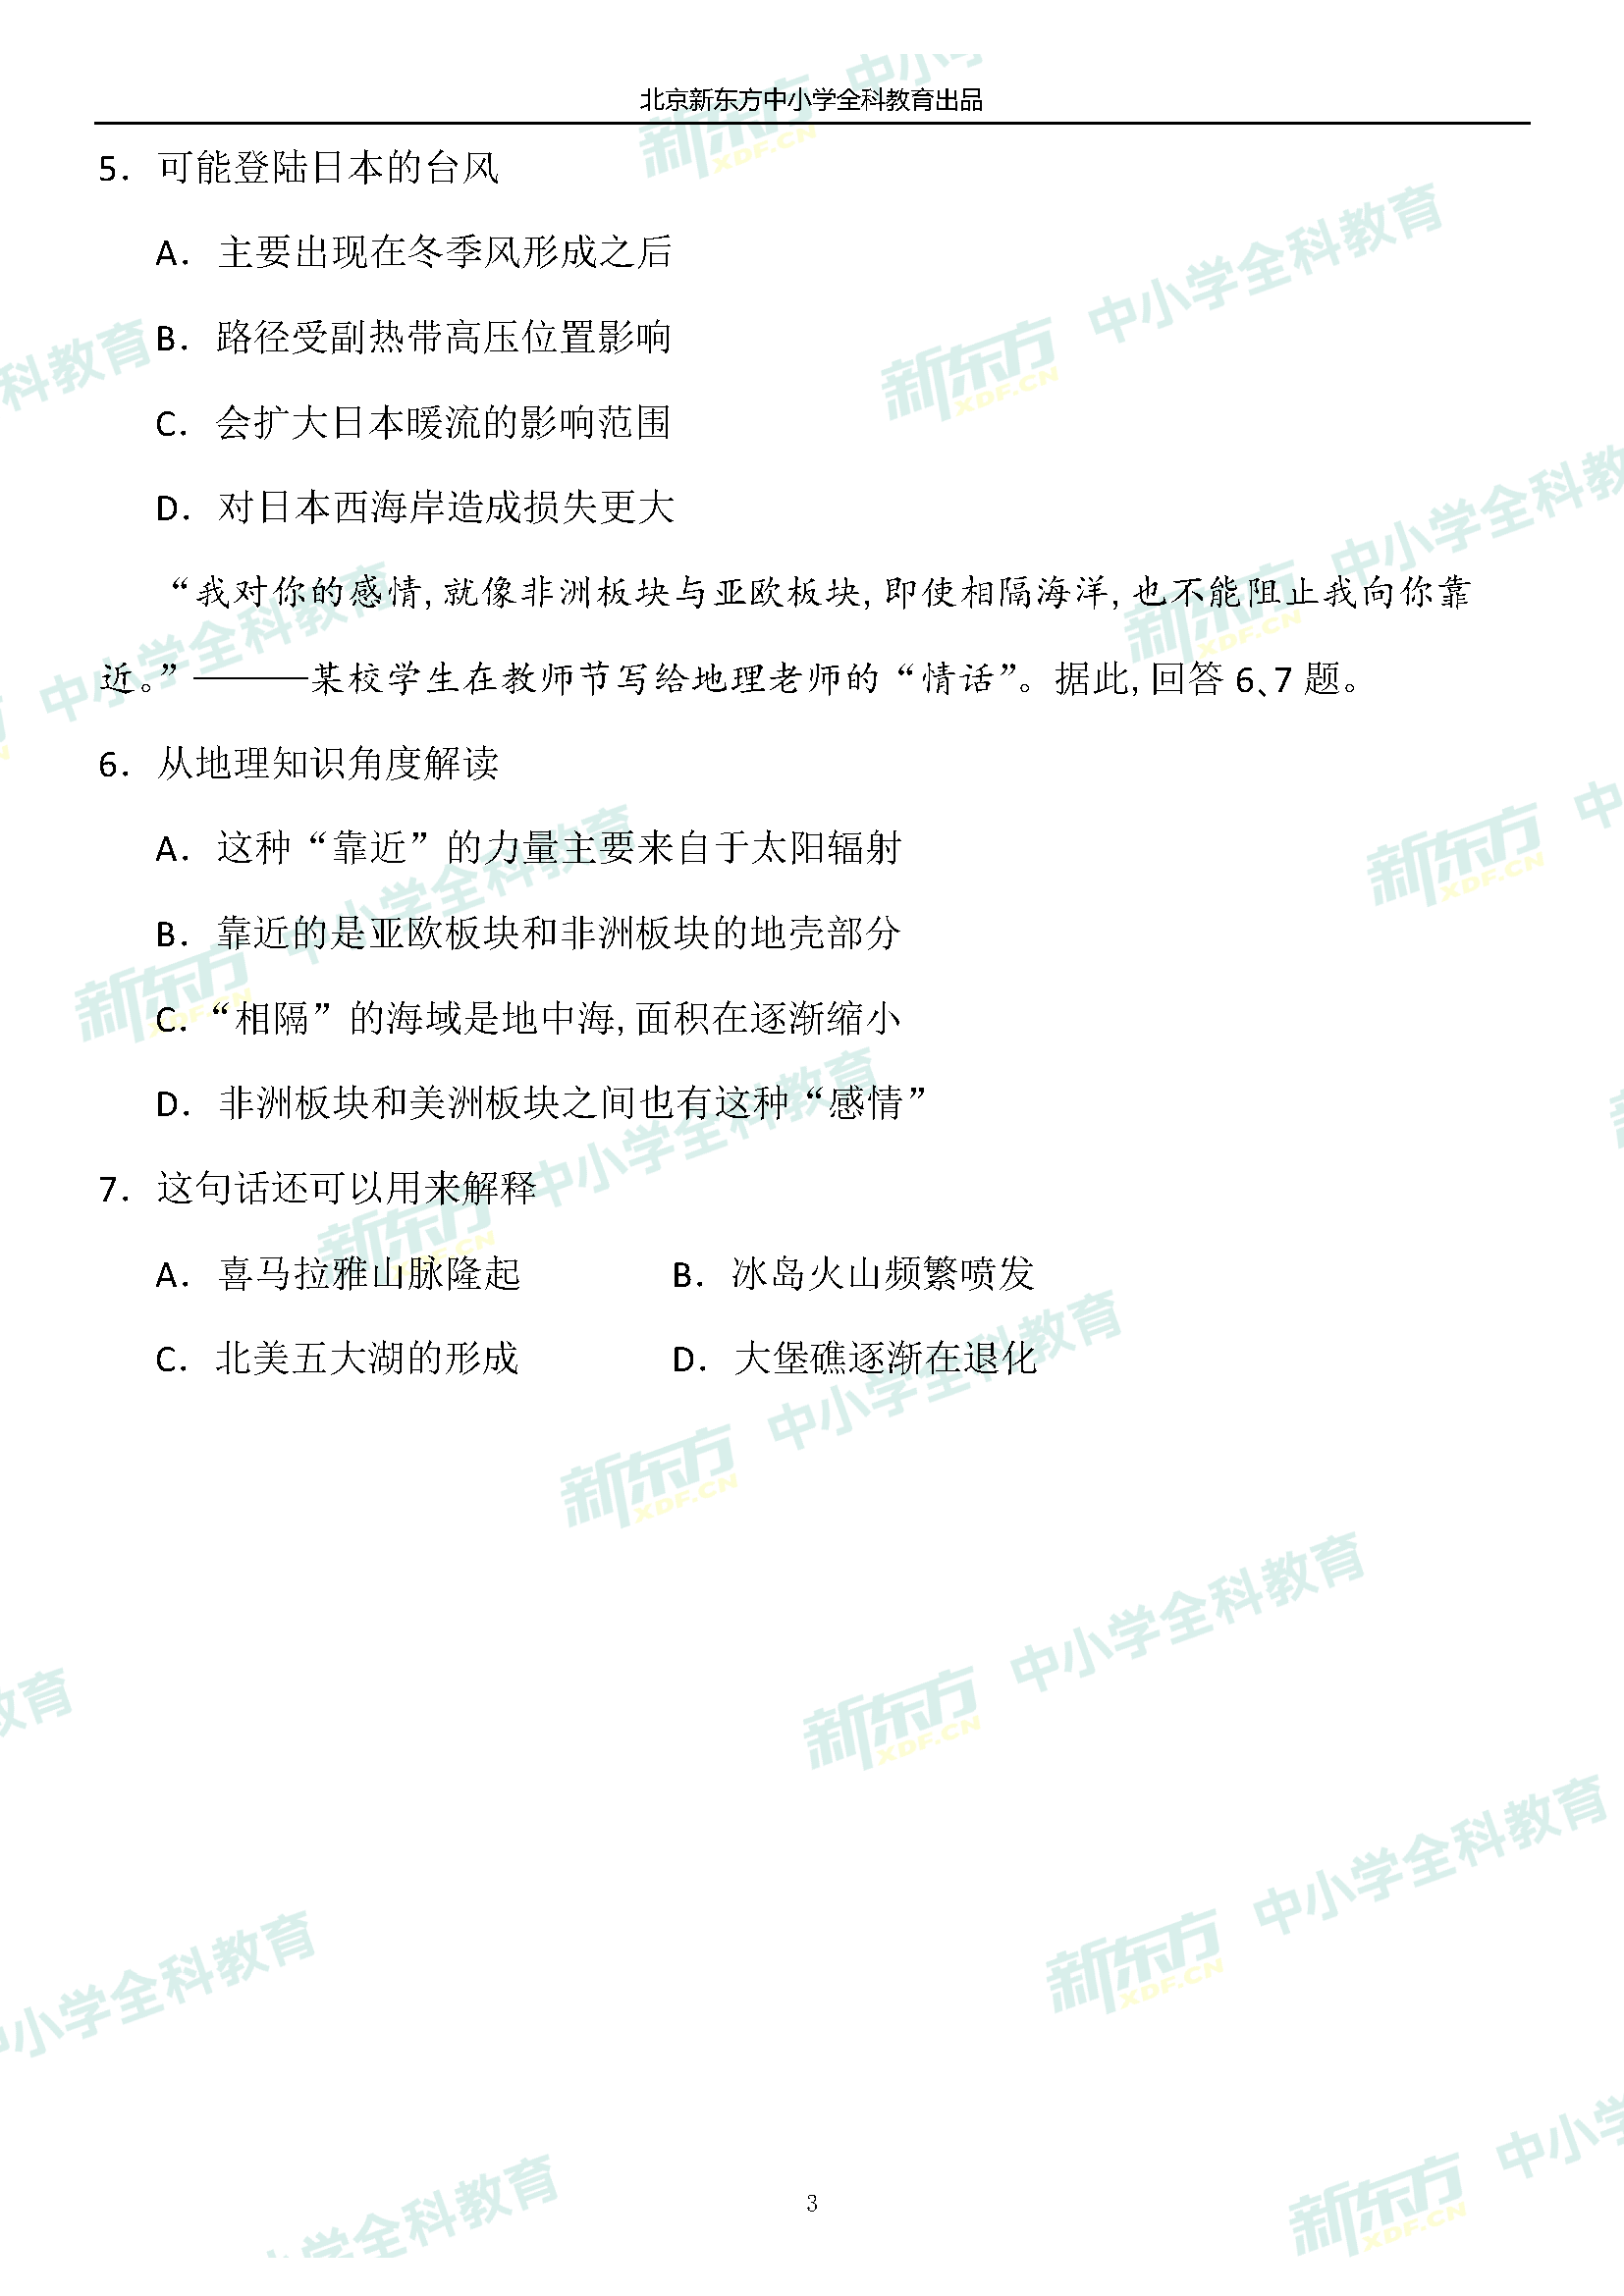 北京新东方中小学全科教育出品
5. 可能登陆日本的台风
A. 主要出现在冬季风形成之后
B. 路径受副热带高压位置影响
C. 会扩大日本暖流的影响范围
D. 对日本西海岸造成损失更大
“我对你的感情,就像非洲板块与亚欧板块,即使相隔海洋,也不能阻止我向你靠
近。”———某校学生在教师节写给地理老师的“情话”。据此,回答 6、7 题。
6. 从地理知识角度解读
A. 这种“靠近”的力量主要来自于太阳辐射
B. 靠近的是亚欧板块和非洲板块的地壳部分
C.“相隔”的海域是地中海,面积在逐渐缩小
D. 非洲板块和美洲板块之间也有这种“感情”
7. 这句话还可以用来解释
A. 喜马拉雅山脉隆起 B. 冰岛火山频繁喷发
C. 北美五大湖的形成 D. 大堡礁逐渐在退化
3
新东方 XDF.CN 中小学全科教育